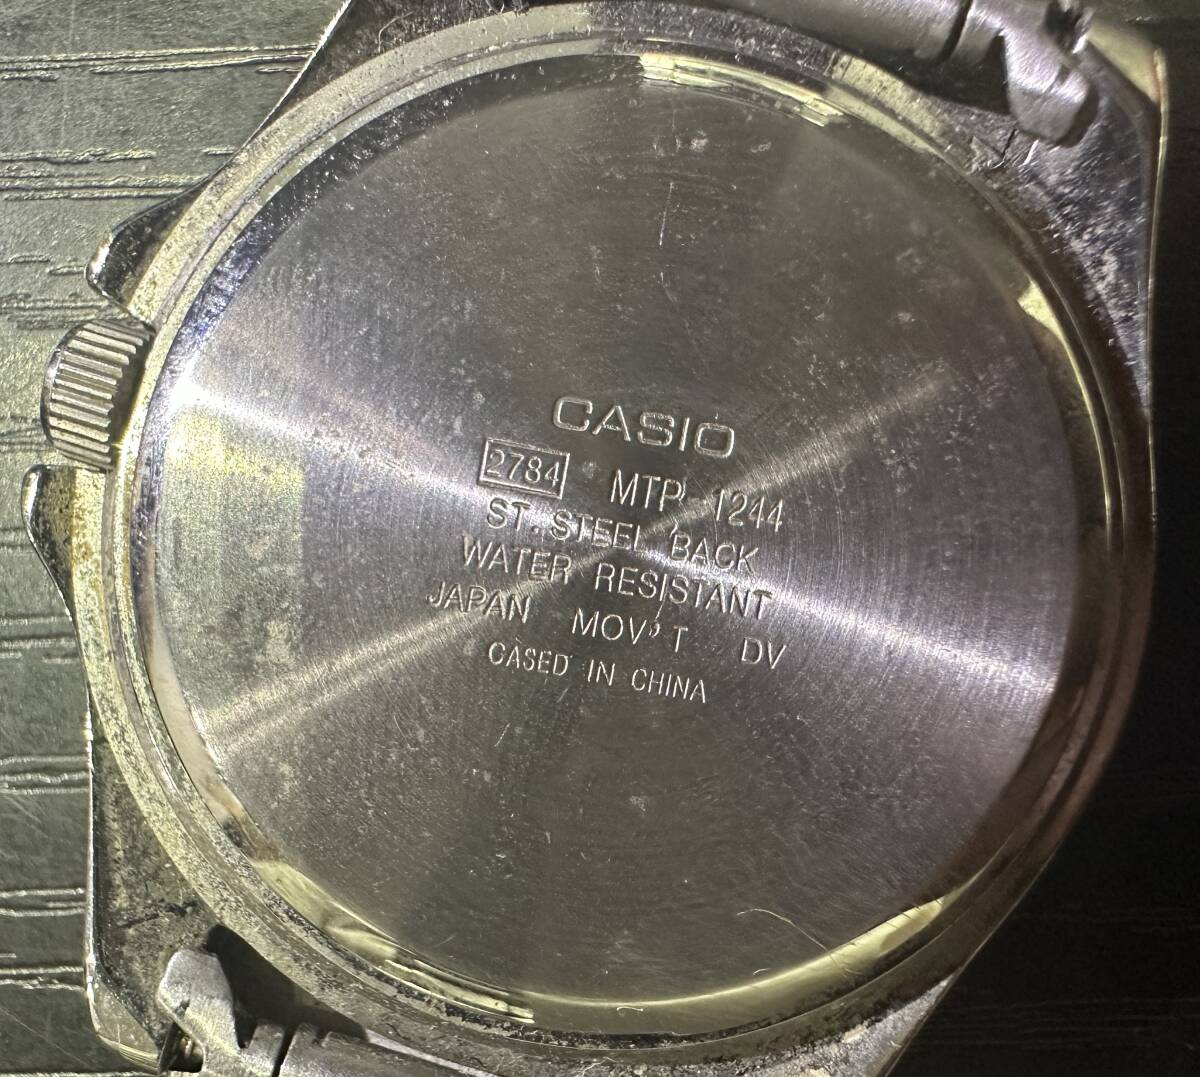 CASIO
2784 MTP-1244
ST. STEEL BACK
WATER RESISTANT
JAPAN MOV'T DV
CASED IN CHINA